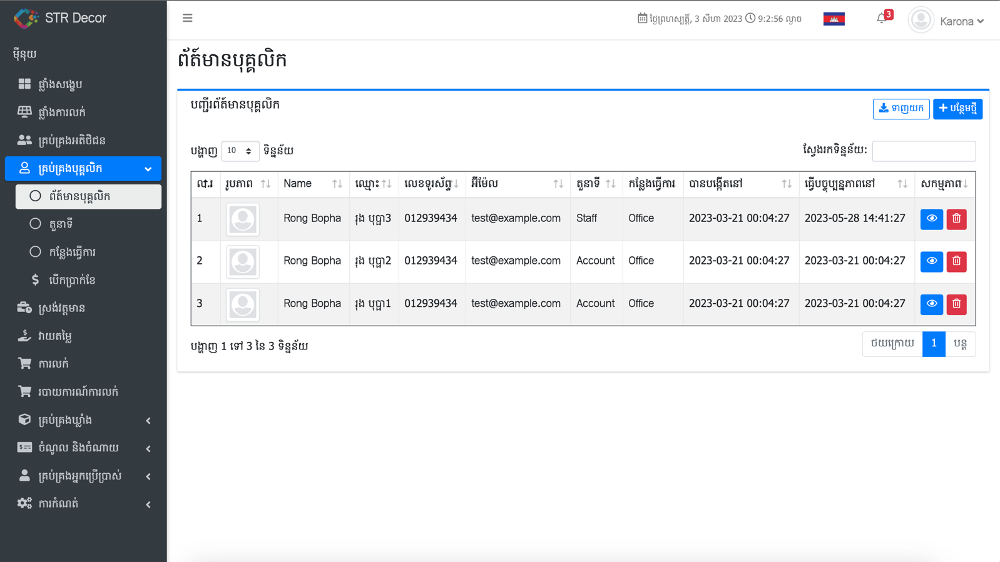 STR Decor
ថ្ងៃព្រហស្បត្តិ៍, 3 សីហា 2023 9:2:56 ល្ងាច
3
Karona
ម៉ឺនុយ
ផ្ទាំងសង្ខេប
ផ្ទាំងការលក់
គ្រប់គ្រងអតិថិជន
គ្រប់គ្រងបុគ្គលិក
ព័ត៌មានបុគ្គលិក
តួនាទី
កន្លែងធ្វើការ
បើកប្រាក់ខែ
ស្រង់វត្តមាន
វាយតម្លៃ
ការលក់
របាយការណ៍ការលក់
គ្រប់គ្រងឃ្លាំង
ចំណូល និងចំណាយ
គ្រប់គ្រងអ្នកប្រើប្រាស់
ការកំណត់
ព័ត៍មានបុគ្គលិក
បញ្ជីរព័ត៍មានបុគ្គលិក
ទាញយក
បន្ថែមថ្មី
បង្ហាញ 10 ទិន្នន័យ
ស្វែងរកទិន្នន័យ:
ល.រ រូបភាព Name ឈ្មោះ លេខទូរស័ព្ទ អ៊ីម៉ែល តួនាទី កន្លែងធ្វើការ បានបង្កើតនៅ ធ្វើបច្ចុប្បន្នភាពនៅ សកម្មភាព
1 Rong Bopha រុង បុប្ផា3 012939434 test@example.com Staff Office 2023-03-21 00:04:27 2023-05-28 14:41:27
2 Rong Bopha រុង បុប្ផា2 012939434 test@example.com Account Office 2023-03-21 00:04:27 2023-03-21 00:04:27
3 Rong Bopha រុង បុប្ផា1 012939434 test@example.com Account Office 2023-03-21 00:04:27 2023-03-21 00:04:27
បង្ហាញ 1 ទៅ 3 នៃ 3 ទិន្នន័យ
ថយក្រោយ 1 បន្ត